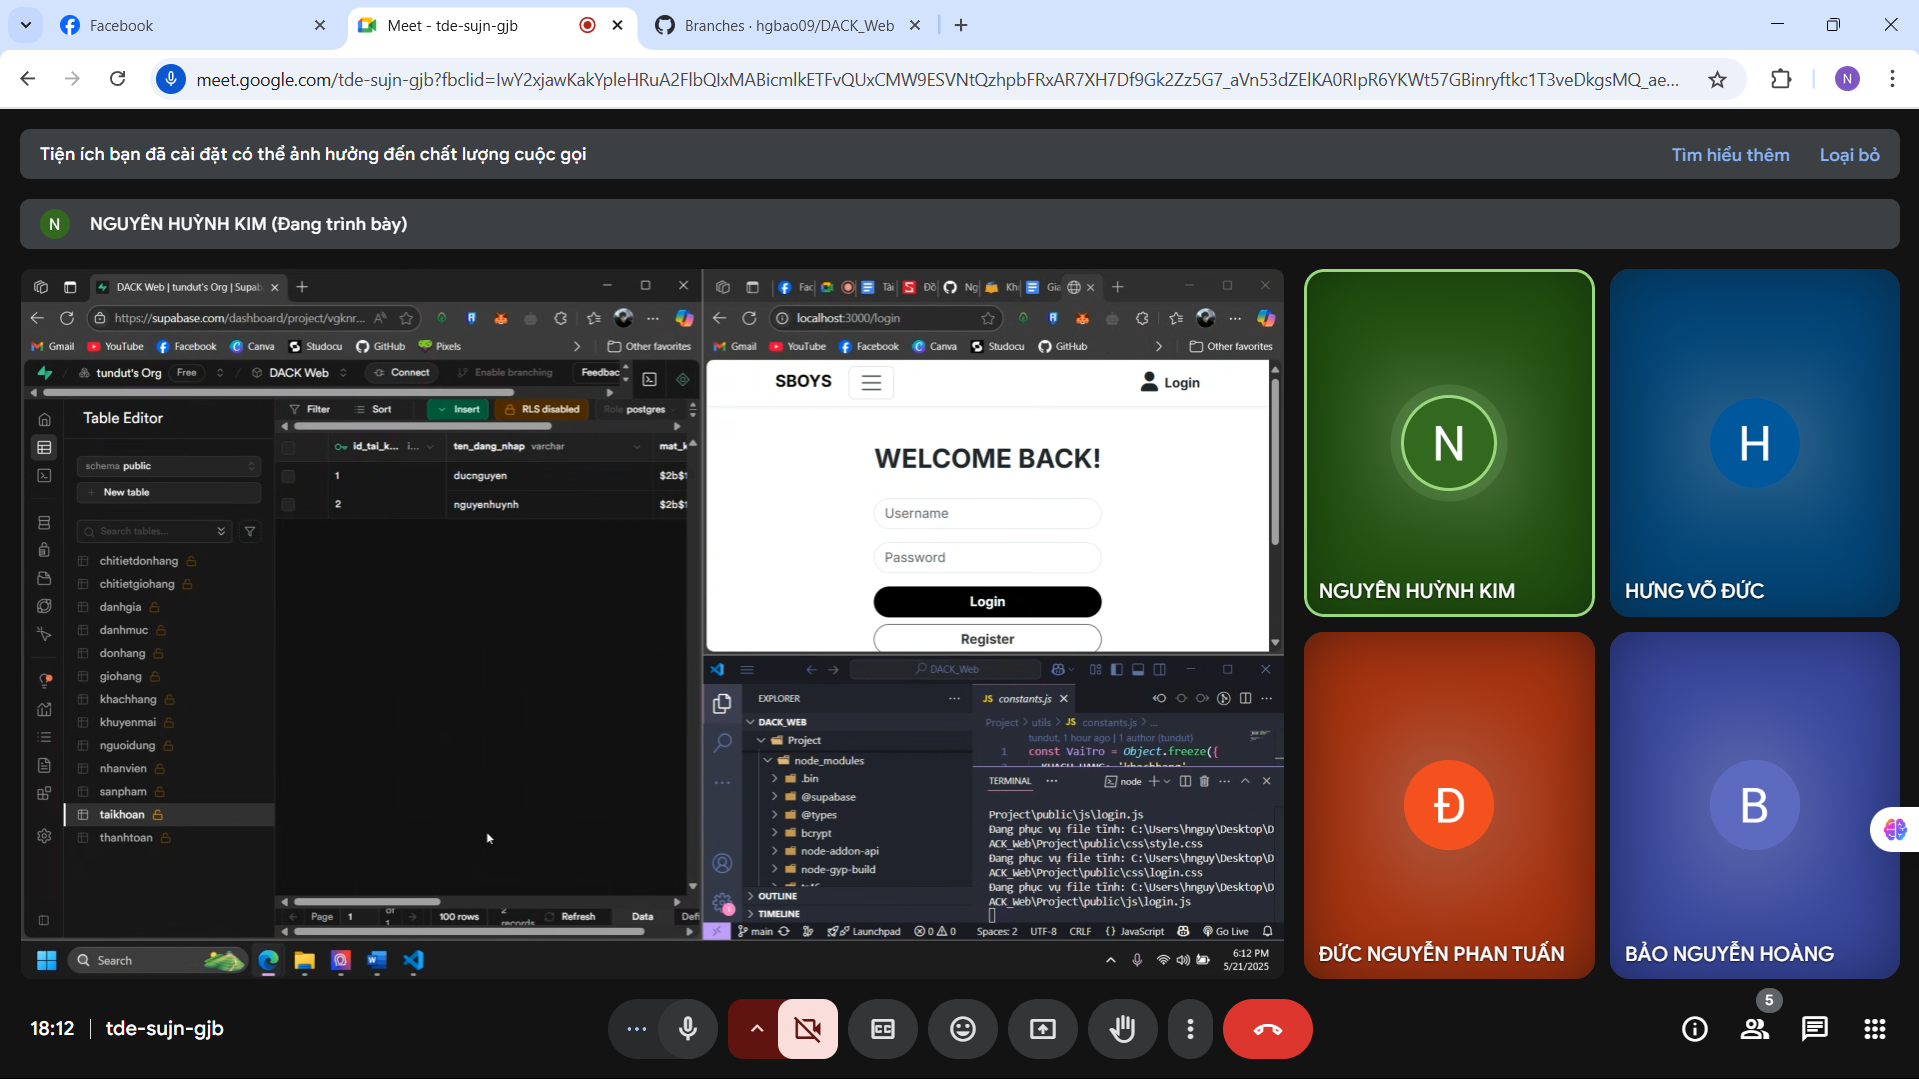 Facebook
Meet - tde-sujn-gjb
Branches · hgbao09/DACK_Web
meet.google.com/tde-sujn-gjb?fbclid=IwY2xjawKakYpleHRuA2FlbQIxMABicmlkETFvQUxCMW9ESVNtQzhpbFRxAR7XH7Df9Gk2Zz5G7_aVn53dZElKA0RIpR6YKWt57GBinryftkc1T3veDkgsMQ_ae...
N
Tiện ích bạn đã cài đặt có thể ảnh hưởng đến chất lượng cuộc gọi
Tìm hiểu thêm
Loại bỏ
N
NGUYÊN HUỲNH KIM (Đang trình bày)
DACK Web | tundut's Org | Supab
https://supabase.com/dashboard/project/vgknr...
Gmail
YouTube
Facebook
Canva
Studocu
GitHub
Pixels
Other favorites
tundut's Org
Free
DACK Web
Connect
Enable branching
Feedbac
Table Editor
Filter
Sort
Insert
RLS disabled
Role postgres
schema public
New table
Search tables...
id_tai_k...
ten_dang_nhap varchar
mat_k
1
ducnguyen
$2b$1
2
nguyenhuynh
$2b$1
chitietdonhang
chitietgiohang
danhgia
danhmuc
donhang
giohang
khachhang
khuyenmai
nguoidung
nhanvien
sanpham
taikhoan
thanhtoan
Page
1
of
1
100 rows
2
records
Refresh
Data
Defi
Fac
Tài
Đồ
Ng
Kh
Gia
localhost:3000/login
Gmail
YouTube
Facebook
Canva
Studocu
GitHub
Other favorites
SBOYS
Login
WELCOME BACK!
Username
Password
Login
Register
DACK_Web
EXPLORER
DACK_WEB
Project
node_modules
.bin
@supabase
@types
bcrypt
node-addon-api
node-gyp-build
OUTLINE
TIMELINE
JS constants.js
Project > utils > JS constants.js > ...
tundut, 1 hour ago | 1 author (tundut)
1 const VaiTro = Object.freeze({
TERMINAL
node
Project\public\js\login.js
Đang phục vụ file tĩnh: C:\Users\hnguy\Desktop\D
ACK_Web\Project\public\css\style.css
Đang phục vụ file tĩnh: C:\Users\hnguy\Desktop\D
ACK_Web\Project\public\css\login.css
Đang phục vụ file tĩnh: C:\Users\hnguy\Desktop\D
ACK_Web\Project\public\js\login.js
main
Launchpad
0
0
Spaces: 2
UTF-8
CRLF
{} JavaScript
Go Live
Search
6:12 PM
5/21/2025
N
NGUYÊN HUỲNH KIM
H
HƯNG VÕ ĐỨC
Đ
ĐỨC NGUYỄN PHAN TUẤN
B
BẢO NGUYỄN HOÀNG
18:12
tde-sujn-gjb
5